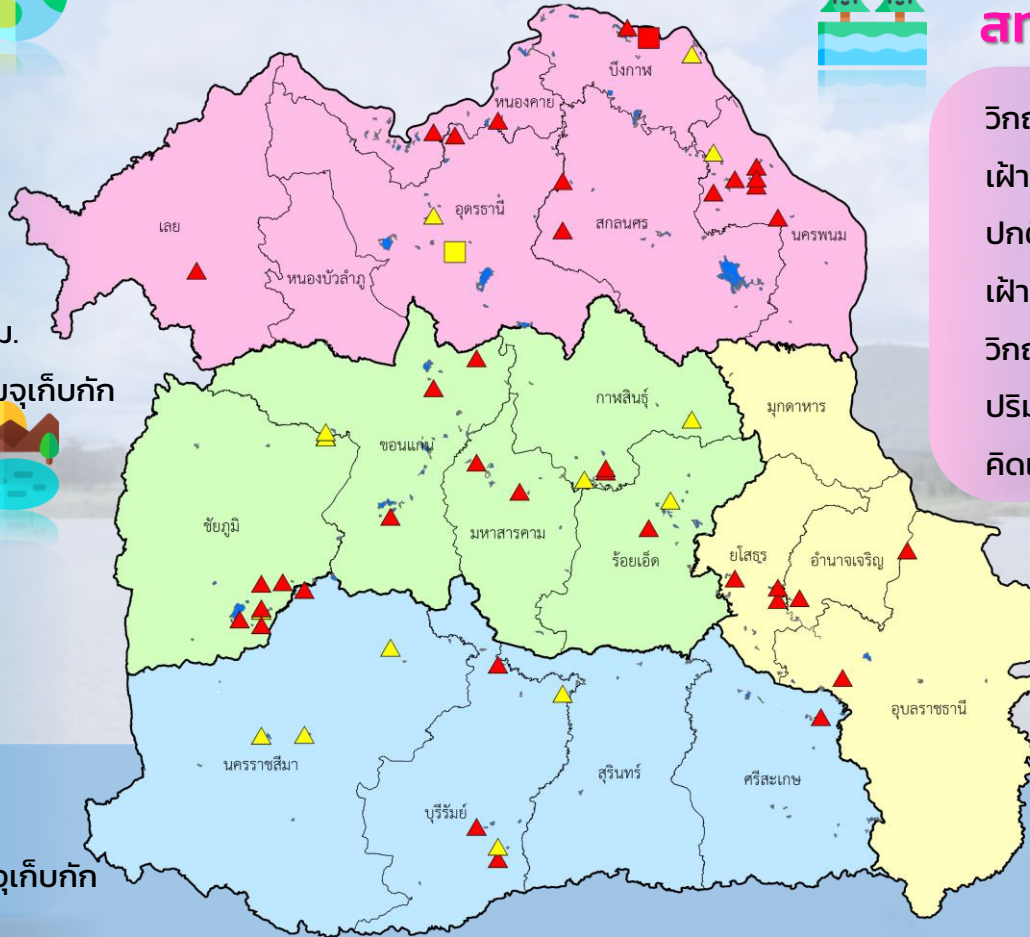 บึงกาฬ
หนองคาย
อุดรธานี
สกลนคร
นครพนม
เลย
หนองบัวลำภู
กาฬสินธุ์
มุกดาหาร
ขอนแก่น
ชัยภูมิ
มหาสารคาม
ร้อยเอ็ด
ยโสธร
อำนาจเจริญ
อุบลราชธานี
นครราชสีมา
สุรินทร์
ศรีสะเกษ
บุรีรัมย์
ม.
จุเก็บกัก
จุเก็บกัก
วิกฤ
เฝ้า
ปก
เฝ้า
วิกฤ
ปริม
คิด